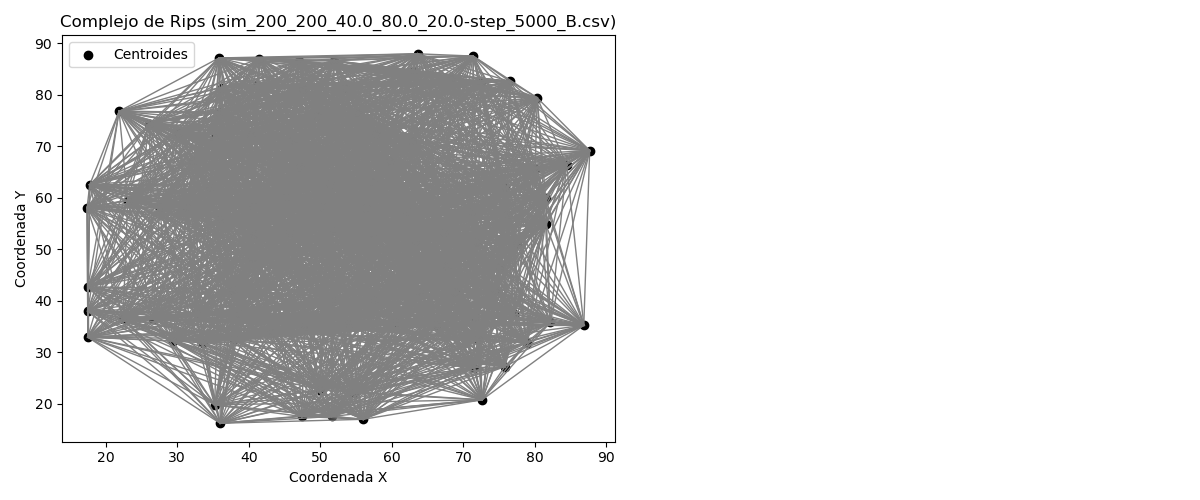 Complejo de Rips (sim_200_200_40.0_80.0_20.0-step_5000_B.csv)
Centroides
90
80
70
60
50
40
30
20
Coordenada Y
20 30 40 50 60 70 80 90
Coordenada X